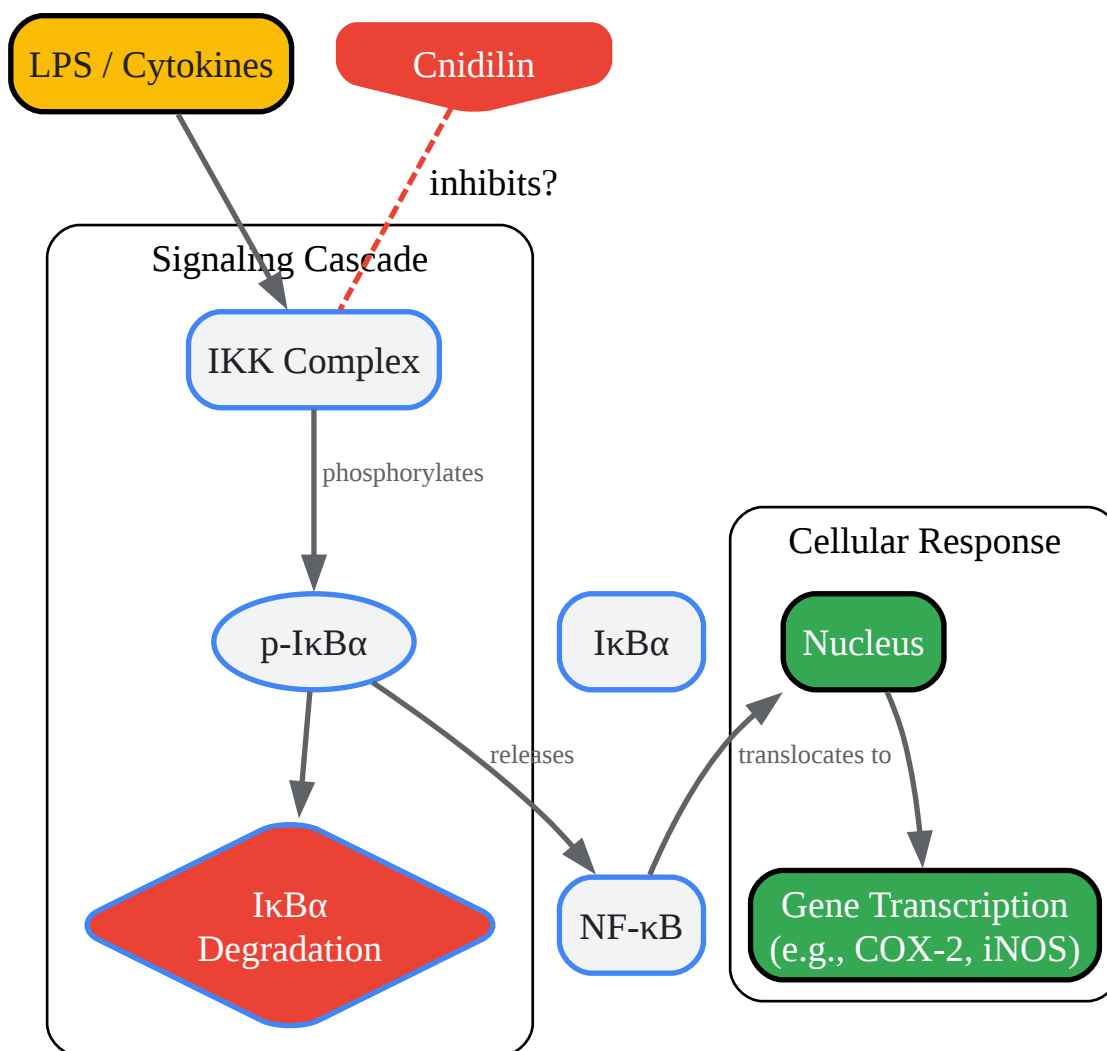 LPS / Cytokines
Cnidilin
inhibits?
Signaling Cascade
IKK Complex
phosphorylates
Cellular Response
p-IκBα
IκBα
Nucleus
releases
translocates to
IκBα
Degradation
NF-κB
Gene Transcription
(e.g., COX-2, iNOS)